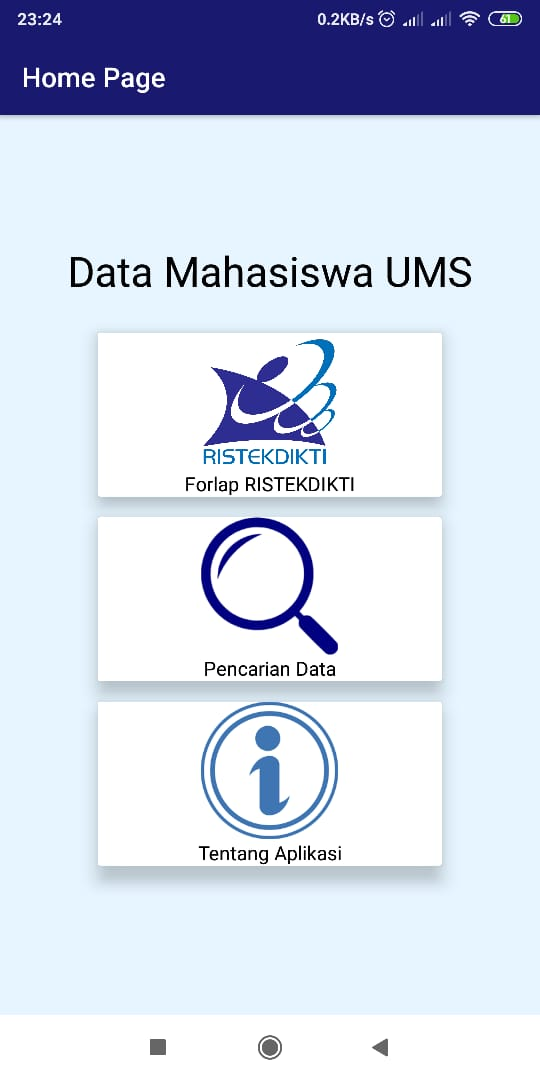 23:24
0.2KB/s
61
Home Page
Data Mahasiswa UMS
RISTEKDIKTI
Forlap RISTEKDIKTI
Pencarian Data
Tentang Aplikasi